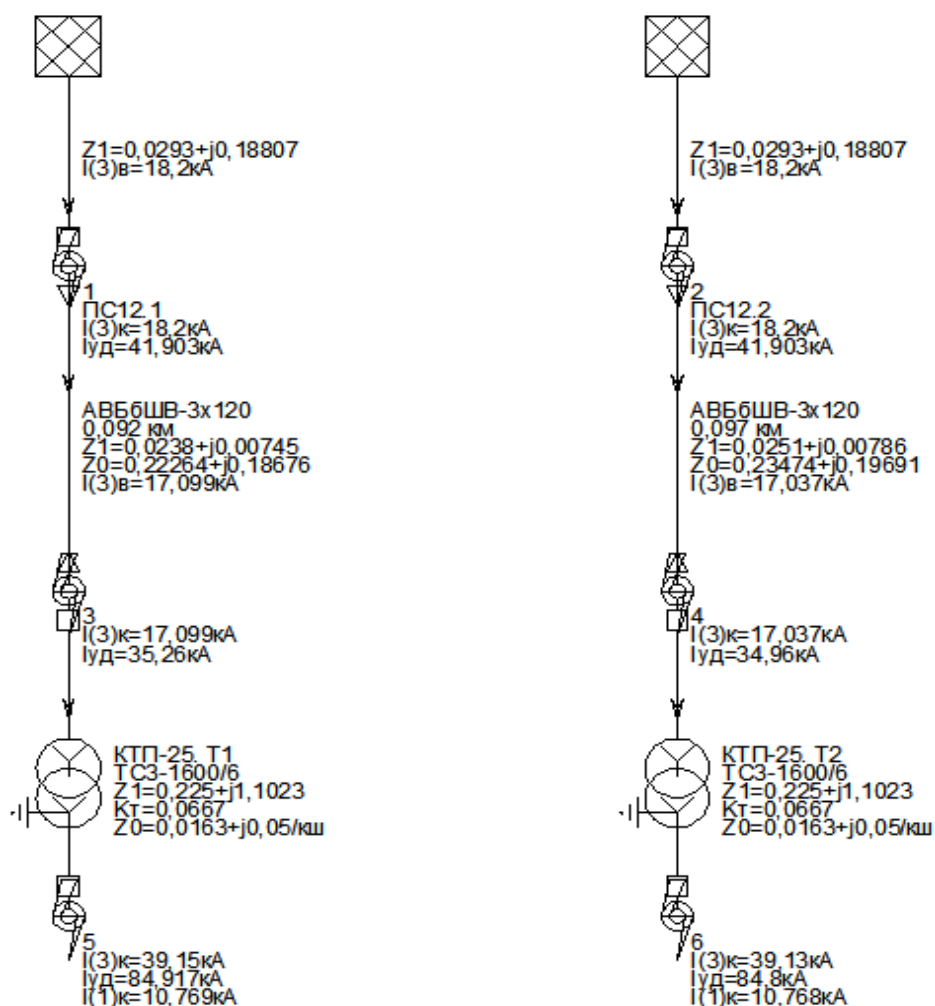 Z1=0,0293+j0,18807
I(3)в=18,2кА
1
ПС12.1
I(3)к=18,2кА
Iуд=41,903кА
АВБбШВ-3х120
0,092 км
Z1=0,0238+j0,00745
Z0=0,22264+j0,18676
I(3)в=17,099кА
3
I(3)к=17,099кА
Iуд=35,26кА
КТП-25. Т1
ТСЗ-1600/6
Z1=0,225+j1,1023
Кт=0,0667
Z0=0,0163+j0,05/кш
5
I(3)к=39,15кА
Iуд=84,917кА
I(1)к=10,769кА
Z1=0,0293+j0,18807
I(3)в=18,2кА
2
ПС12.2
I(3)к=18,2кА
Iуд=41,903кА
АВБбШВ-3х120
0,097 км
Z1=0,0251+j0,00786
Z0=0,23474+j0,19691
I(3)в=17,037кА
4
I(3)к=17,037кА
Iуд=34,96кА
КТП-25. Т2
ТСЗ-1600/6
Z1=0,225+j1,1023
Кт=0,0667
Z0=0,0163+j0,05/кш
6
I(3)к=39,13кА
Iуд=84,8кА
I(1)к=10,768кА